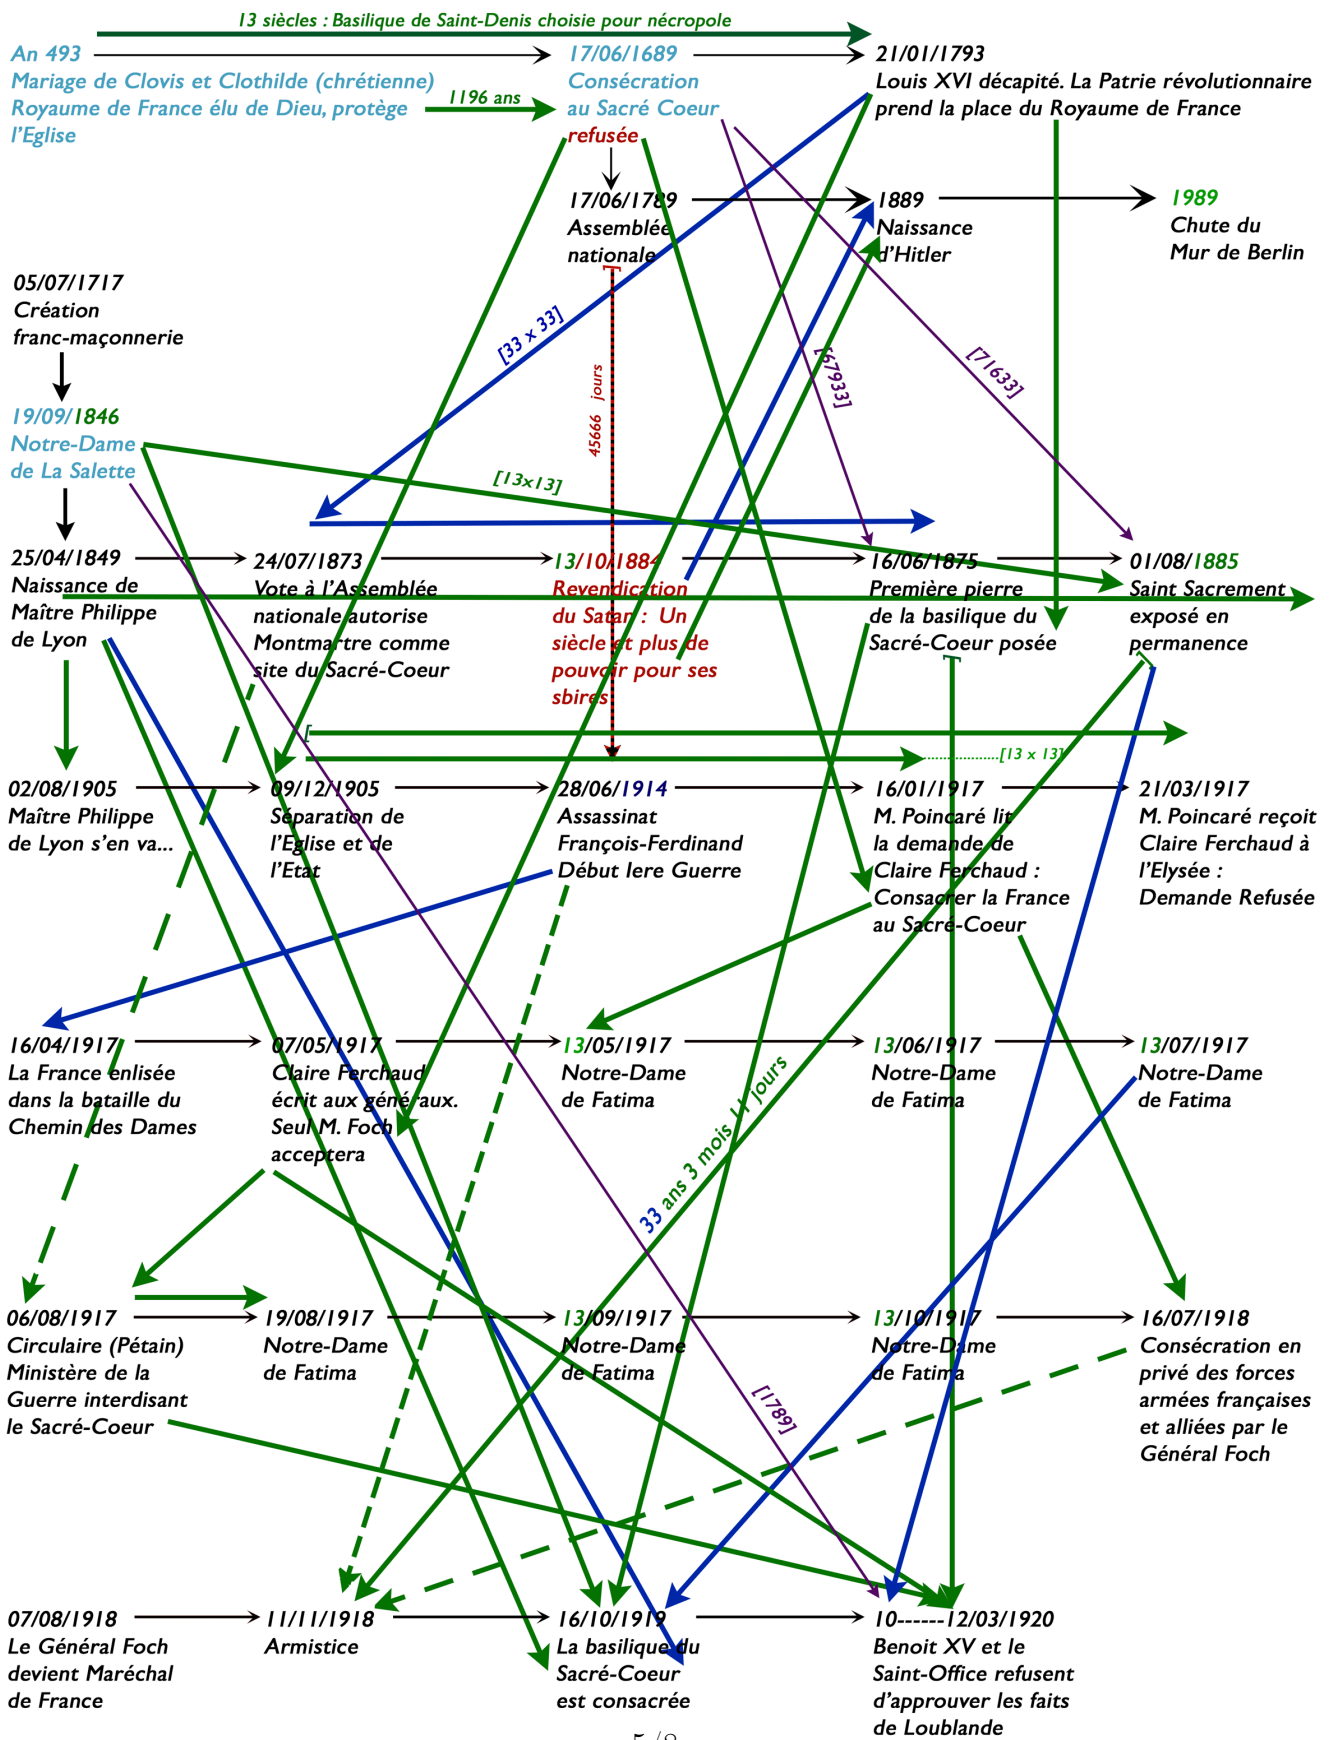 13 siècles : Basilique de Saint-Denis choisie pour nécropole
An 493
Mariage de Clovis et Clothilde (chrétienne)
Royaume de France élu de Dieu, protège
l'Eglise
1196 ans
17/06/1689
Consécration
au Sacré Coeur
refusée
21/01/1793
Louis XVI décapité. La Patrie révolutionnaire
prend la place du Royaume de France
17/06/1789
Assemblée
nationale
1889
Naissance
d'Hitler
1989
Chute du
Mur de Berlin
05/07/1717
Création
franc-maçonnerie
[33 x 33]
45666 jours
[67933]
[71633]
19/09/1846
Notre-Dame
de La Salette
[13x13]
25/04/1849
Naissance de
Maître Philippe
de Lyon
24/07/1873
Vote à l'Assemblée
nationale autorise
Montmartre comme
site du Sacré-Coeur
13/10/1884
Revendication
du Satan : Un
siècle et plus de
pouvoir pour ses
sbires
16/06/1875
Première pierre
de la basilique du
Sacré-Coeur posée
01/08/1885
Saint Sacrement
exposé en
permanence
[13 x 13]
02/08/1905
Maître Philippe
de Lyon s'en va...
09/12/1905
Séparation de
l'Eglise et de
l'Etat
28/06/1914
Assassinat
François-Ferdinand
Début Iere Guerre
16/01/1917
M. Poincaré lit
la demande de
Claire Ferchaud :
Consacrer la France
au Sacré-Coeur
21/03/1917
M. Poincaré reçoit
Claire Ferchaud à
l'Elysée :
Demande Refusée
16/04/1917
La France enlisée
dans la bataille du
Chemin des Dames
07/05/1917
Claire Ferchaud
écrit aux généraux.
Seul M. Foch
acceptera
13/05/1917
Notre-Dame
de Fatima
13/06/1917
Notre-Dame
de Fatima
13/07/1917
Notre-Dame
de Fatima
33 ans 3 mois 11 jours
06/08/1917
Circulaire (Pétain)
Ministère de la
Guerre interdisant
le Sacré-Coeur
19/08/1917
Notre-Dame
de Fatima
13/09/1917
Notre-Dame
de Fatima
13/10/1917
Notre-Dame
de Fatima
16/07/1918
Consécration en
privé des forces
armées françaises
et alliées par le
Général Foch
[1789]
07/08/1918
Le Général Foch
devient Maréchal
de France
11/11/1918
Armistice
16/10/1919
La basilique du
Sacré-Coeur
est consacrée
10------12/03/1920
Benoit XV et le
Saint-Office refusent
d'approuver les faits
de Loublande